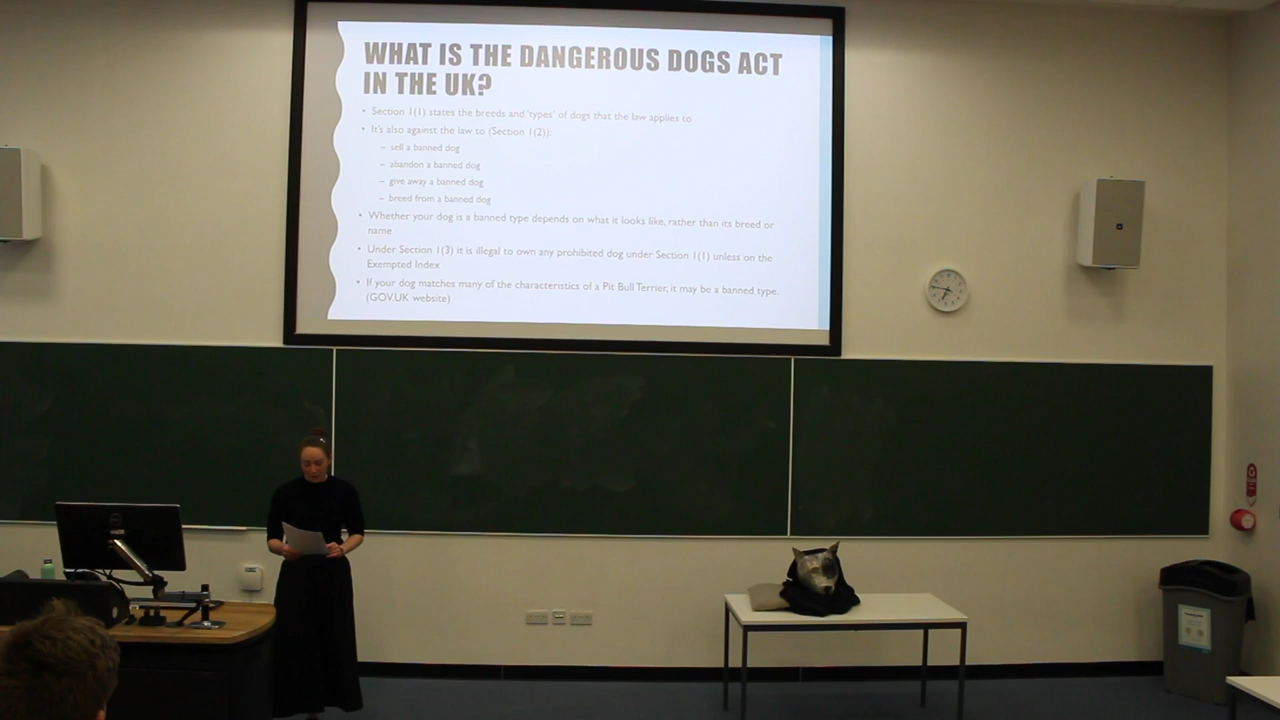 WHAT IS THE DANGEROUS DOGS ACT
IN THE UK?
• Section 1(1) states the breeds and 'types' of dogs that the law applies to
• It's also against the law to (Section 1(2)):
– sell a banned dog
– abandon a banned dog
– give away a banned dog
– breed from a banned dog
• Whether your dog is a banned type depends on what it looks like, rather than its breed or
name
• Under Section 1(3) it is illegal to own any prohibited dog under Section 1(1) unless on the
Exempted Index
• If your dog matches many of the characteristics of a Pit Bull Terrier, it may be a banned type.
(GOV.UK website)